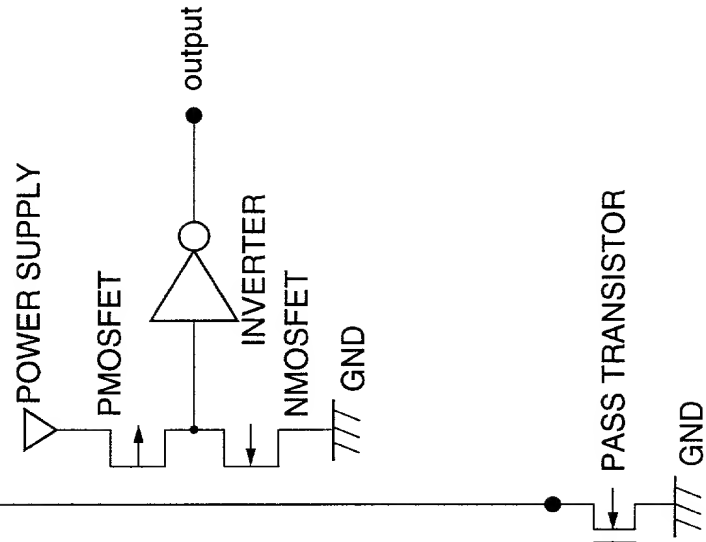 POWER SUPPLY
PMOSFET
output
INVERTER
NMOSFET
GND
PASS TRANSISTOR
GND